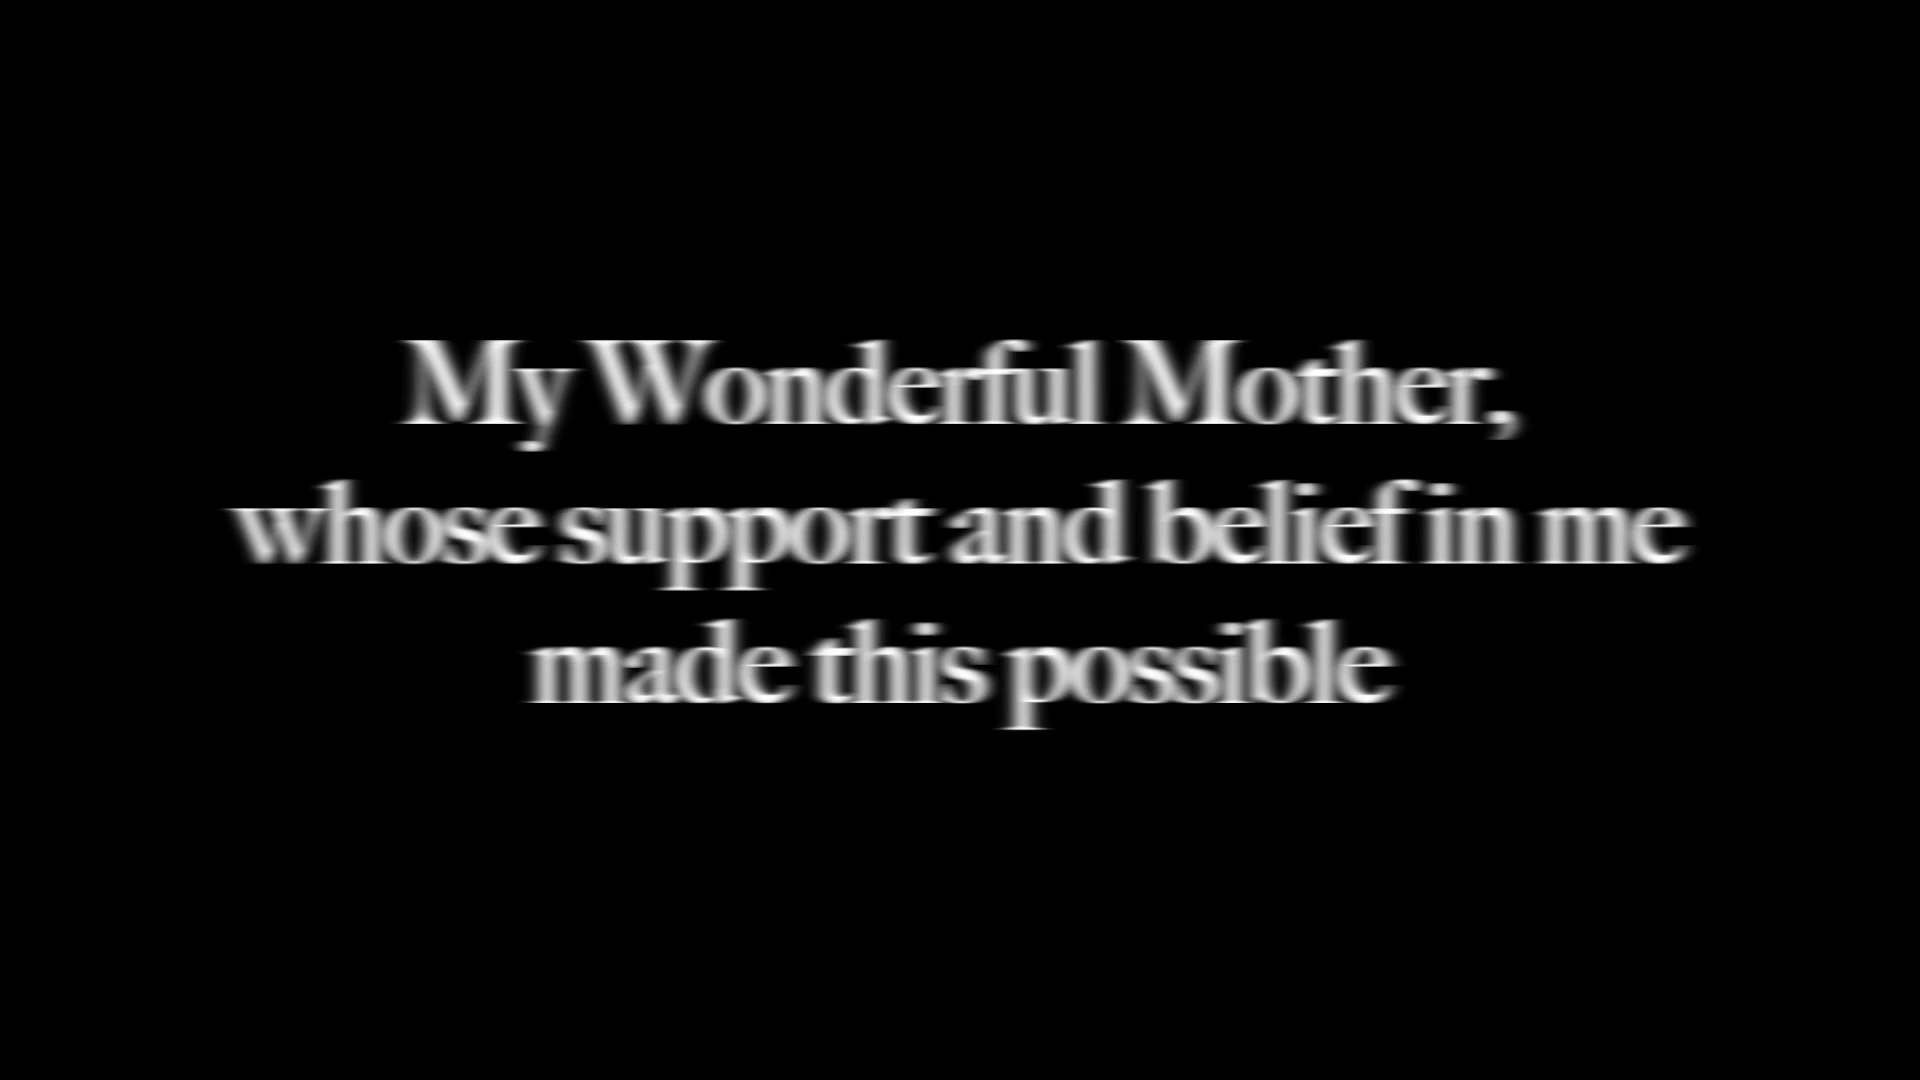 My Wonderful Mother,
whose support and belief in me
made this possible